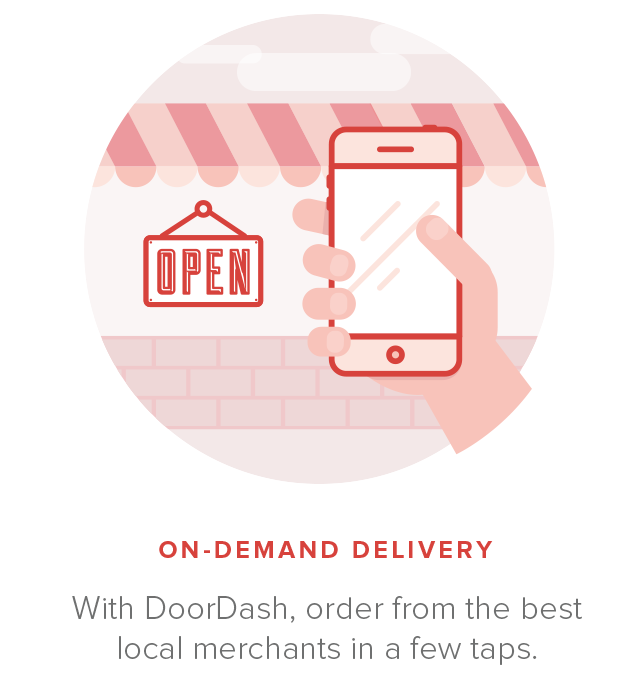 OPEN
ON-DEMAND DELIVERY
With DoorDash, order from the best
local merchants in a few taps.